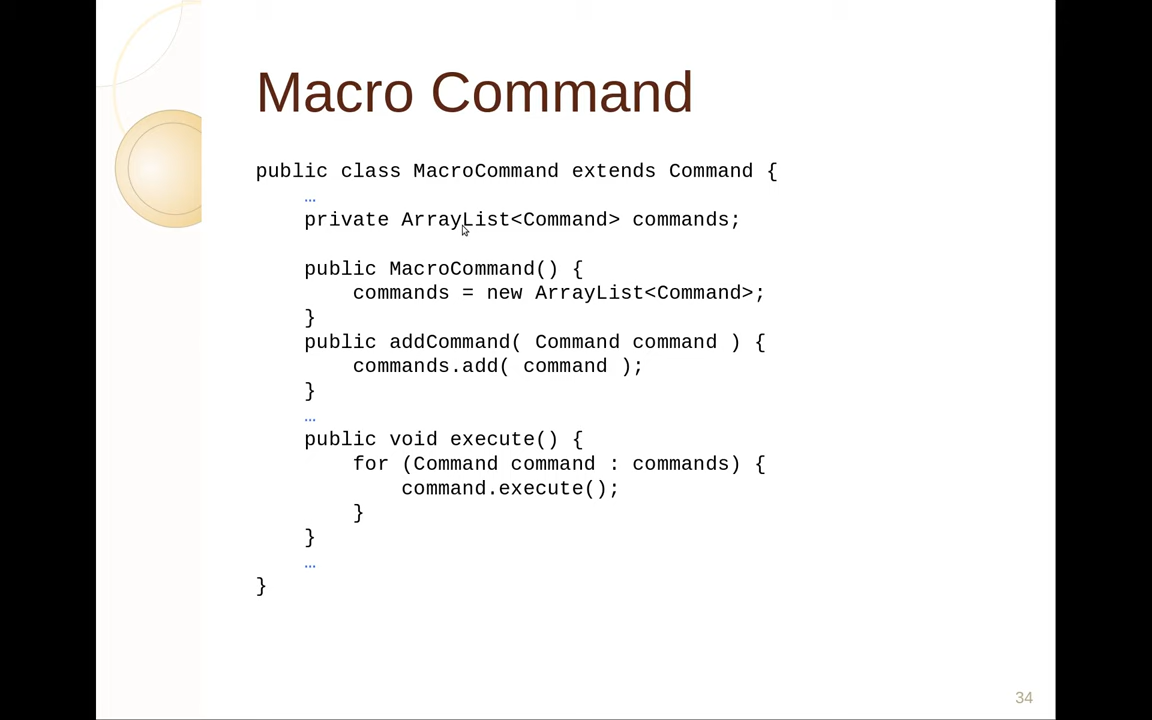 Macro Command
public class MacroCommand extends Command {
    …
    private ArrayList<Command> commands;

    public MacroCommand() {
        commands = new ArrayList<Command>;
    }
    public addCommand( Command command ) {
        commands.add( command );
    }
    …
    public void execute() {
        for (Command command : commands) {
            command.execute();
        }
    }
    …
}
34